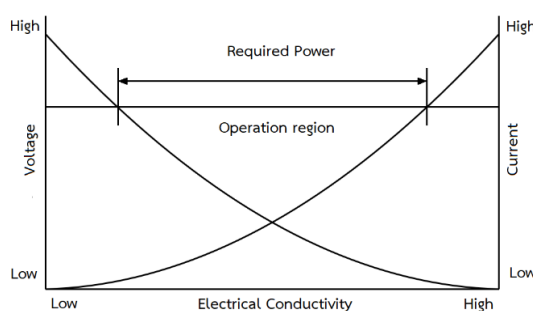 High
High
Required Power
Operation region
Voltage
Current
Low
Low
Low
Electrical Conductivity
High